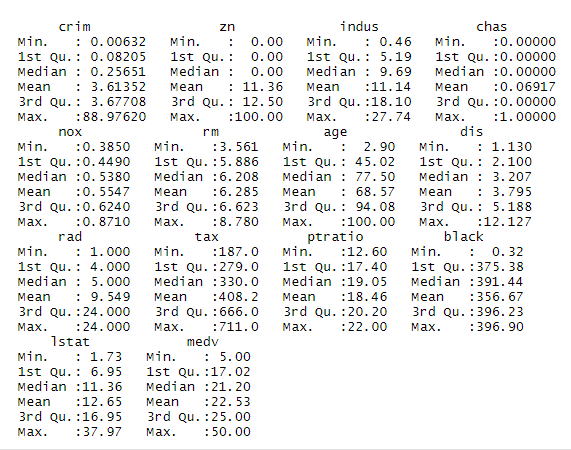 crim zn indus chas
Min. : 0.00632 Min. : 0.00 Min. : 0.46 Min. :0.00000
1st Qu.: 0.08205 1st Qu.: 0.00 1st Qu.: 5.19 1st Qu.:0.00000
Median : 0.25651 Median : 0.00 Median : 9.69 Median :0.00000
Mean : 3.61352 Mean : 11.36 Mean :11.14 Mean :0.06917
3rd Qu.: 3.67708 3rd Qu.: 12.50 3rd Qu.:18.10 3rd Qu.:0.00000
Max. :88.97620 Max. :100.00 Max. :27.74 Max. :1.00000
nox rm age dis
Min. :0.3850 Min. :3.561 Min. : 2.90 Min. : 1.130
1st Qu.:0.4490 1st Qu.:5.886 1st Qu.: 45.02 1st Qu.: 2.100
Median :0.5380 Median :6.208 Median : 77.50 Median : 3.207
Mean :0.5547 Mean :6.285 Mean : 68.57 Mean : 3.795
3rd Qu.:0.6240 3rd Qu.:6.623 3rd Qu.: 94.08 3rd Qu.: 5.188
Max. :0.8710 Max. :8.780 Max. :100.00 Max. :12.127
rad tax ptratio black
Min. : 1.000 Min. :187.0 Min. :12.60 Min. : 0.32
1st Qu.: 4.000 1st Qu.:279.0 1st Qu.:17.40 1st Qu.:375.38
Median : 5.000 Median :330.0 Median :19.05 Median :391.44
Mean : 9.549 Mean :408.2 Mean :18.46 Mean :356.67
3rd Qu.:24.000 3rd Qu.:666.0 3rd Qu.:20.20 3rd Qu.:396.23
Max. :24.000 Max. :711.0 Max. :22.00 Max. :396.90
lstat medv
Min. : 1.73 Min. : 5.00
1st Qu.: 6.95 1st Qu.:17.02
Median :11.36 Median :21.20
Mean :12.65 Mean :22.53
3rd Qu.:16.95 3rd Qu.:25.00
Max. :37.97 Max. :50.00